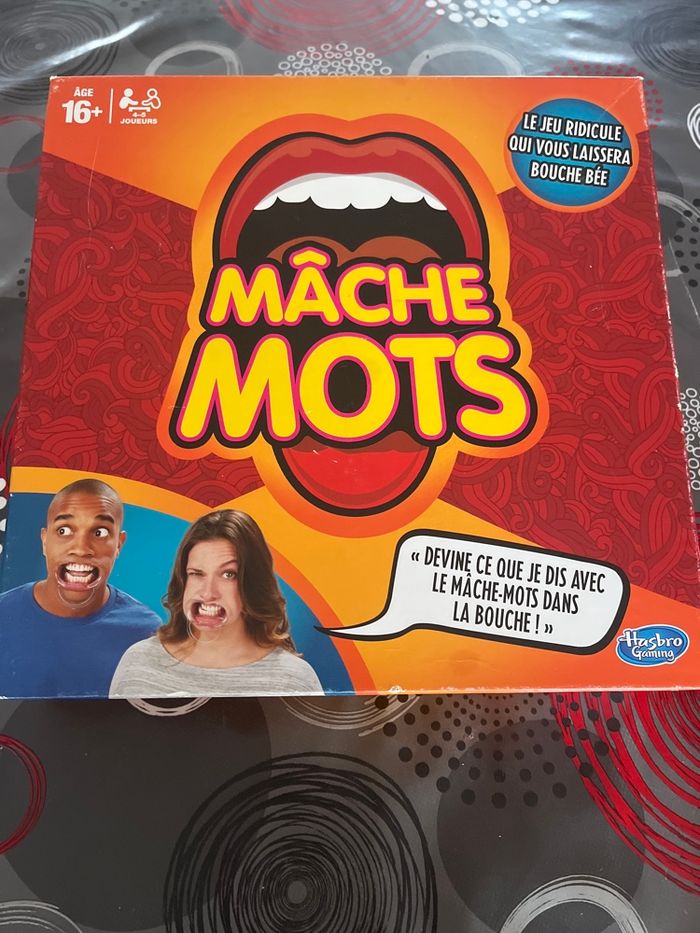 ÂGE
16+
4-5
JOUEURS
LE JEU RIDICULE
QUI VOUS LAISSERA
BOUCHE BÉE
MÂCHE
MOTS
« DEVINE CE QUE JE DIS AVEC
LE MÂCHE-MOTS DANS
LA BOUCHE ! »
Hasbro
Gaming